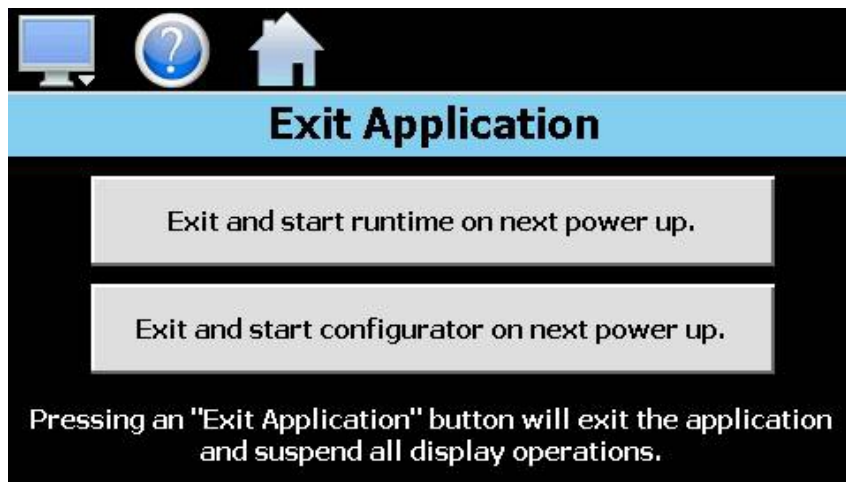 ?
Exit Application
Exit and start runtime on next power up.
Exit and start configurator on next power up.
Pressing an "Exit Application" button will exit the application
and suspend all display operations.